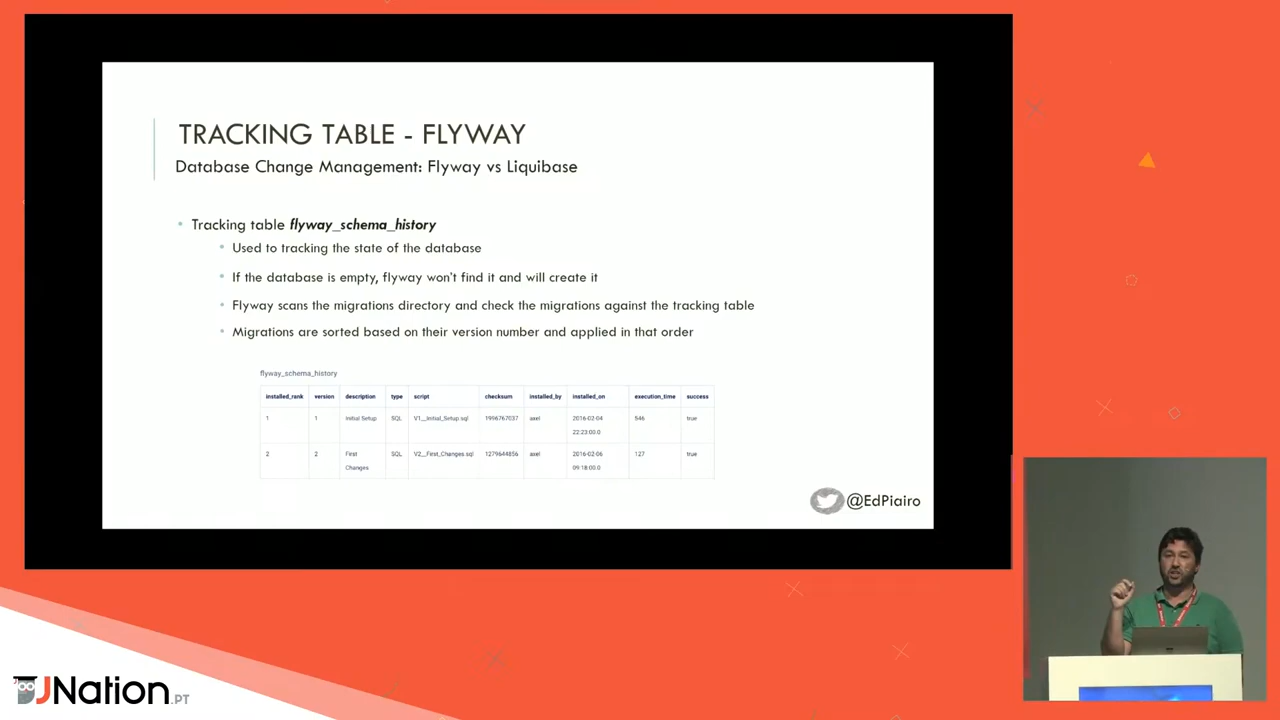 TRACKING TABLE - FLYWAY
Database Change Management: Flyway vs Liquibase
Tracking table flyway_schema_history
Used to tracking the state of the database
If the database is empty, flyway won't find it and will create it
Flyway scans the migrations directory and check the migrations against the tracking table
Migrations are sorted based on their version number and applied in that order
flyway_schema_history
installed_rank version description type script checksum installed_by installed_on execution_time success
1 1 Initial Setup SQL V1__Initial_Setup.sql 1996767037 axel 2016-02-04 546 true
22:23:00.0
2 2 First SQL V2__First_Changes.sql 1279644856 axel 2016-02-06 127 true
Changes 09:18:00.0
@EdPiairo
JNation.PT